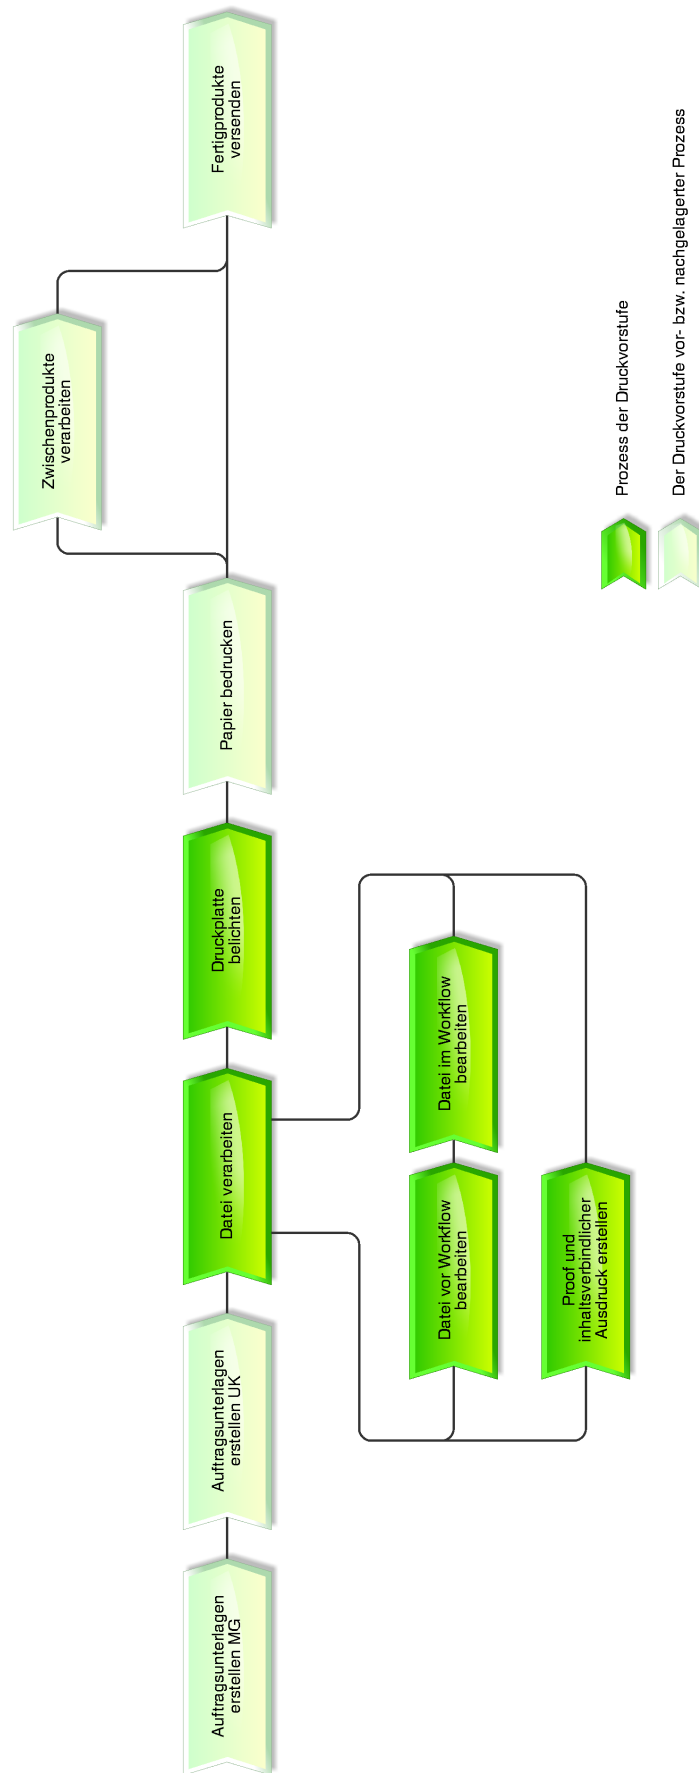 Auftragsunterlagen
erstellen MG
Auftragsunterlagen
erstellen UK
Datei verarbeiten
Druckplatte
belichten
Papier bedrucken
Zwischenprodukte
verarbeiten
Fertigprodukte
versenden
Datei vor Workflow
bearbeiten
Datei im Workflow
bearbeiten
Proof und
inhaltsverbindlicher
Ausdruck erstellen
Prozess der Druckvorstufe
Der Druckvorstufe vor- bzw. nachgelagerter Prozess